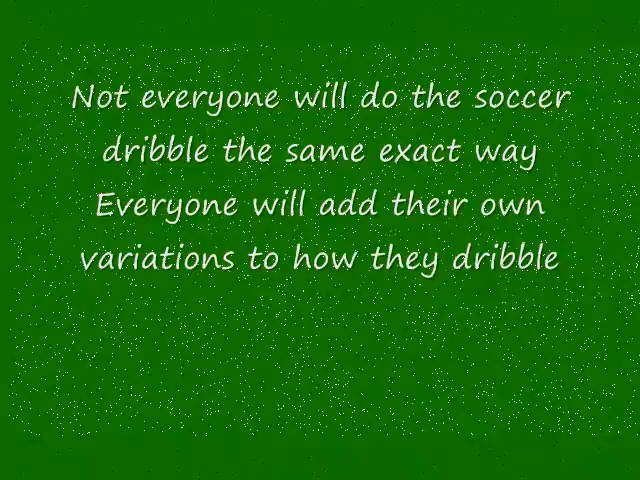 Not everyone will do the soccer
dribble the same exact way
Everyone will add their own
variations to how they dribble